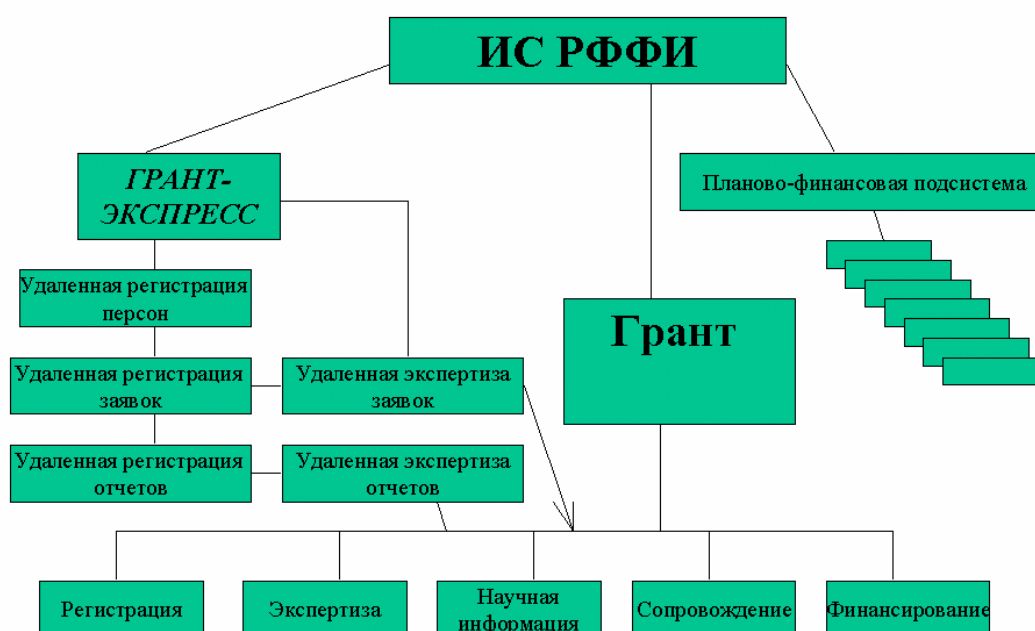 ИС РФФИ
ГРАНТ-
ЭКСПРЕСС
Планово-финансовая подсистема
Удаленная регистрация
персон
Грант
Удаленная регистрация
заявок
Удаленная экспертиза
заявок
Удаленная регистрация
отчетов
Удаленная экспертиза
отчетов
Регистрация
Экспертиза
Научная
информация
Сопровождение
Финансирование